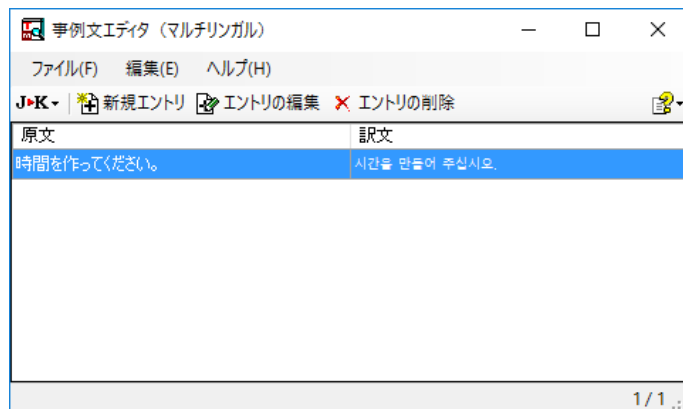 事例文エディタ（マルチリンガル）
ファイル(F) 編集(E) ヘルプ(H)
J▸K 新規エントリ エントリの編集 エントリの削除
原文 訳文
時間を作ってください。 시간을 만들어 주십시오.
1 / 1